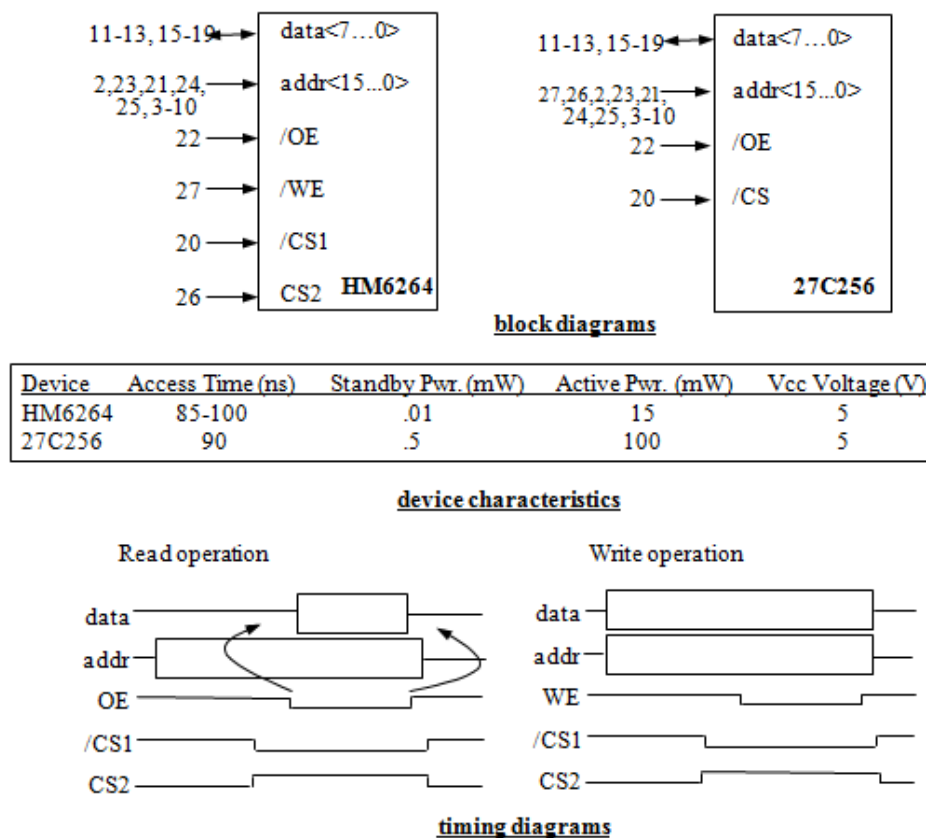 11-13, 15-19
data<7…0>
2,23,21,24,
25, 3-10
addr<15...0>
22
/OE
27
/WE
20
/CS1
26
CS2
HM6264
11-13, 15-19
data<7…0>
27,26,2,23,21,
24,25, 3-10
addr<15...0>
22
/OE
20
/CS
27C256
block diagrams
Device Access Time (ns) Standby Pwr. (mW) Active Pwr. (mW) Vcc Voltage (V)
HM6264 85-100 .01 15 5
27C256 90 .5 100 5
device characteristics
Read operation
data
addr
OE
/CS1
CS2
Write operation
data
addr
WE
/CS1
CS2
timing diagrams